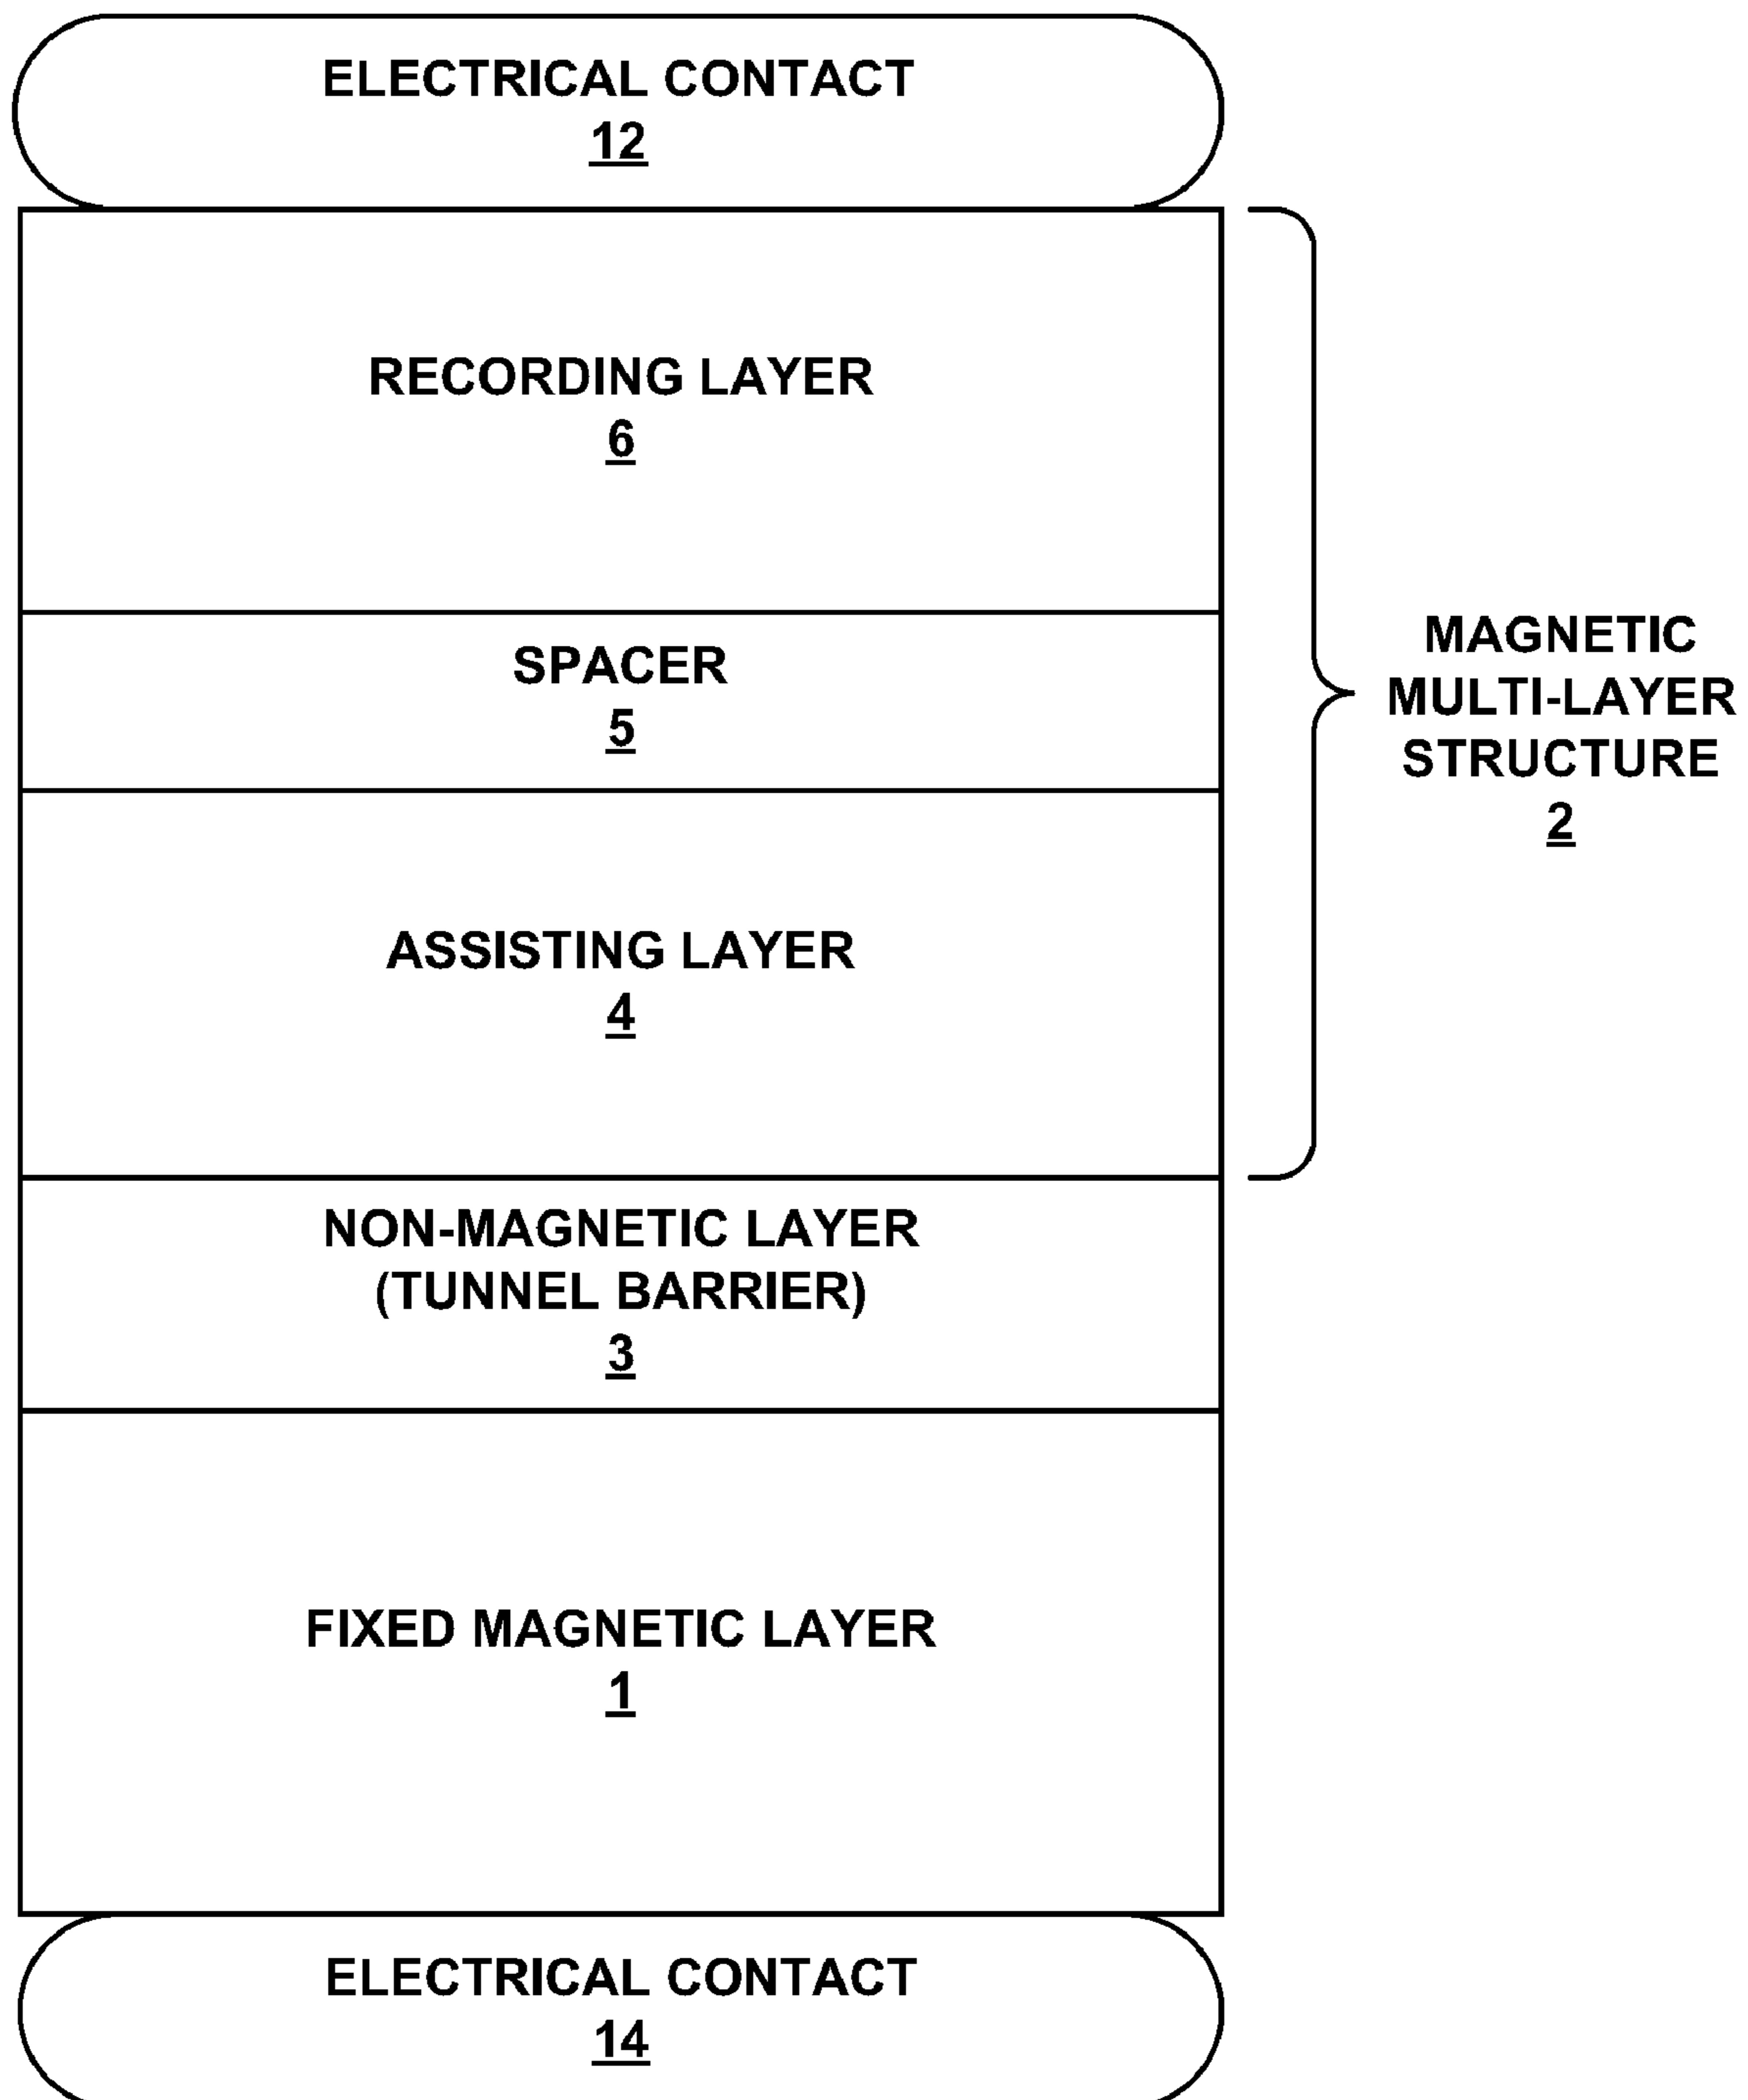 ELECTRICAL CONTACT
12
RECORDING LAYER
6
SPACER
5
MAGNETIC
MULTI-LAYER
STRUCTURE
2
ASSISTING LAYER
4
NON-MAGNETIC LAYER
(TUNNEL BARRIER)
3
FIXED MAGNETIC LAYER
1
ELECTRICAL CONTACT
14